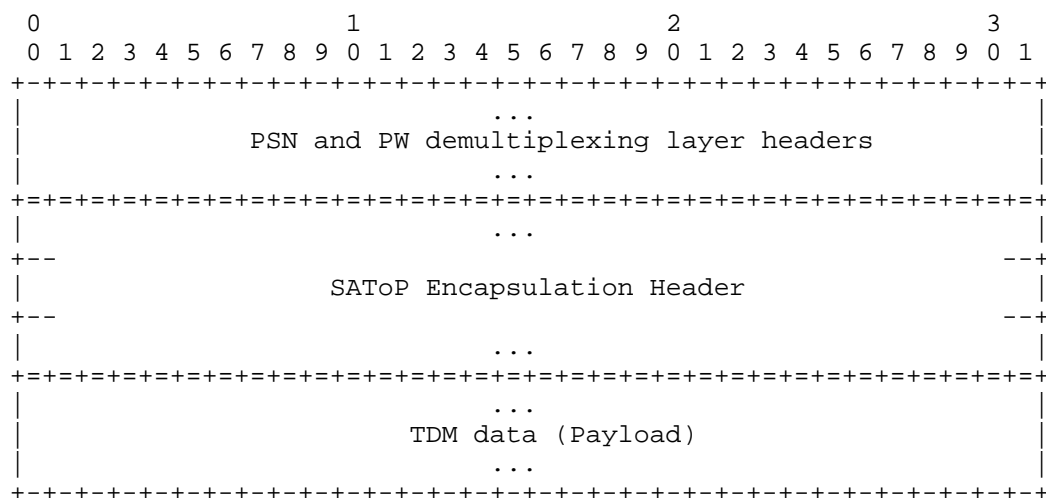 0                   1                   2                   3
 0 1 2 3 4 5 6 7 8 9 0 1 2 3 4 5 6 7 8 9 0 1 2 3 4 5 6 7 8 9 0 1
+-+-+-+-+-+-+-+-+-+-+-+-+-+-+-+-+-+-+-+-+-+-+-+-+-+-+-+-+-+-+-+-+
|                             ...                               |
|              PSN and PW demultiplexing layer headers          |
|                             ...                               |
+=+=+=+=+=+=+=+=+=+=+=+=+=+=+=+=+=+=+=+=+=+=+=+=+=+=+=+=+=+=+=+=+
|                             ...                               |
+--                                                           --+
|                   SAToP Encapsulation Header                  |
+--                                                           --+
|                             ...                               |
+=+=+=+=+=+=+=+=+=+=+=+=+=+=+=+=+=+=+=+=+=+=+=+=+=+=+=+=+=+=+=+=+
|                             ...                               |
|                        TDM data (Payload)                     |
|                             ...                               |
+-+-+-+-+-+-+-+-+-+-+-+-+-+-+-+-+-+-+-+-+-+-+-+-+-+-+-+-+-+-+-+-+